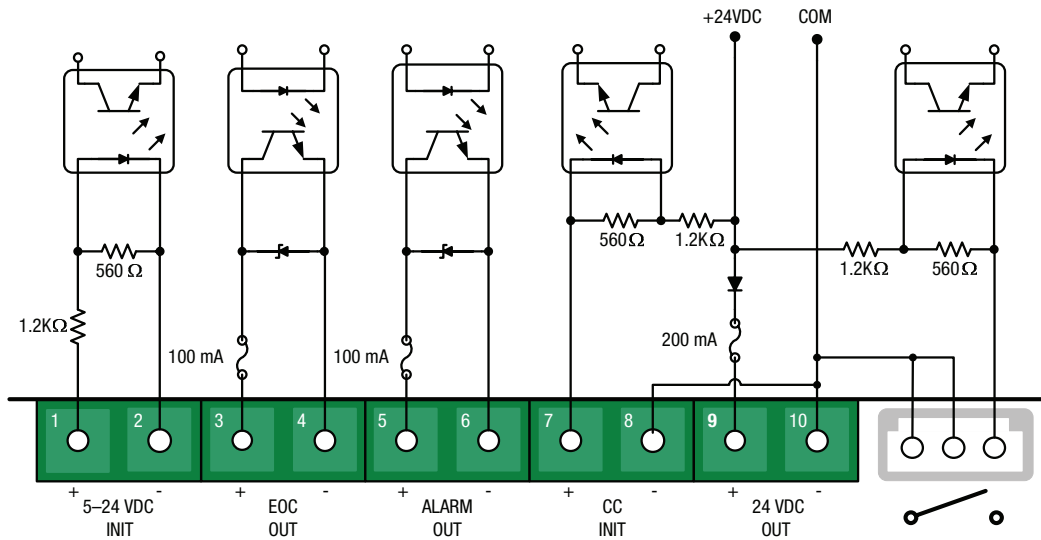 +24VDC COM
560 Ω
560Ω
1.2KΩ
1.2KΩ
560Ω
1.2KΩ
100 mA
100 mA
200 mA
1 2 3 4 5 6 7 8 9 10
+ - + - + - + - + -
5–24 VDC
INIT
EOC
OUT
ALARM
OUT
CC
INIT
24 VDC
OUT